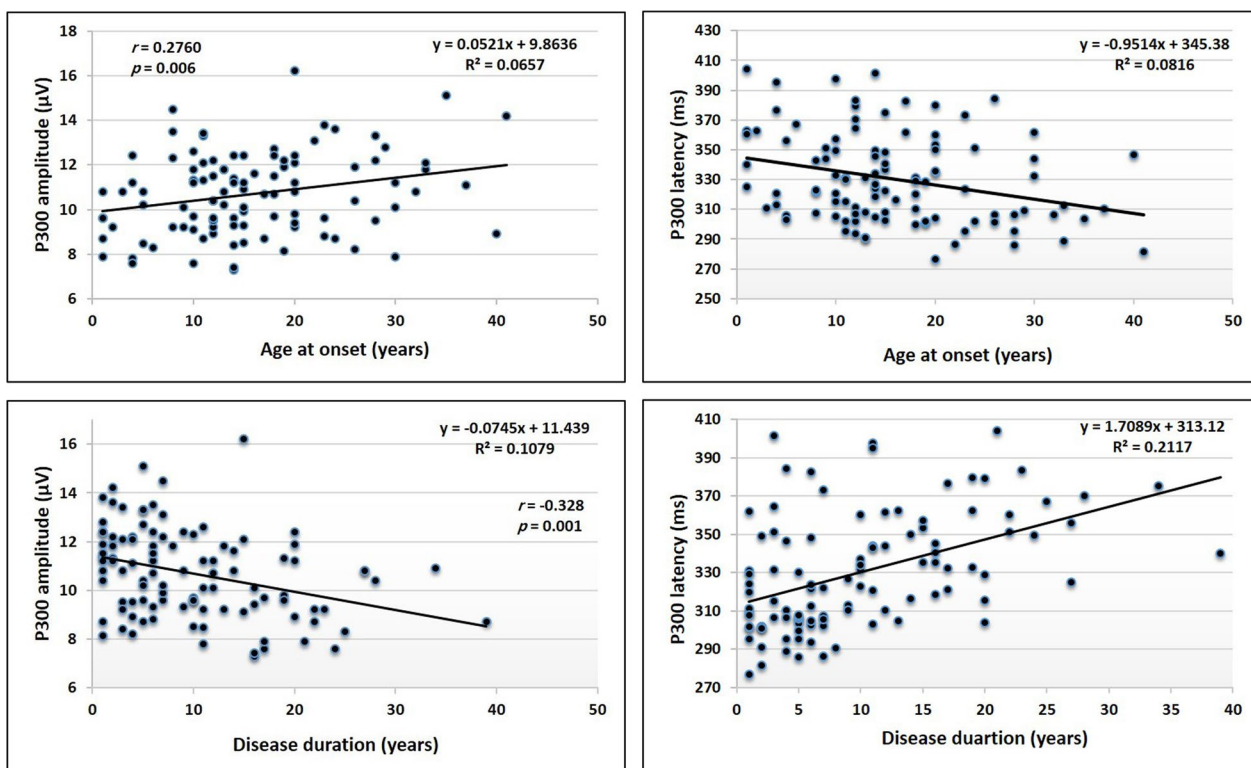 r = 0.2760
p = 0.006
y = 0.0521x + 9.8636
R² = 0.0657
P300 amplitude (µV)
18
16
14
12
10
8
6
0 10 20 30 40 50
Age at onset (years)
y = -0.9514x + 345.38
R² = 0.0816
P300 latency (ms)
430
410
390
370
350
330
310
290
270
250
0 10 20 30 40 50
Age at onset (years)
y = -0.0745x + 11.439
R² = 0.1079
r -0.328
p = 0.001
P300 amplitude (µV)
16
14
12
10
8
6
0 10 20 30 40 50
Disease duration (years)
y = 1.7089x + 313.12
R² = 0.2117
P300 latency (ms)
410
390
370
350
330
310
290
270
0 5 10 15 20 25 30 35 40
Disease duartion (years)